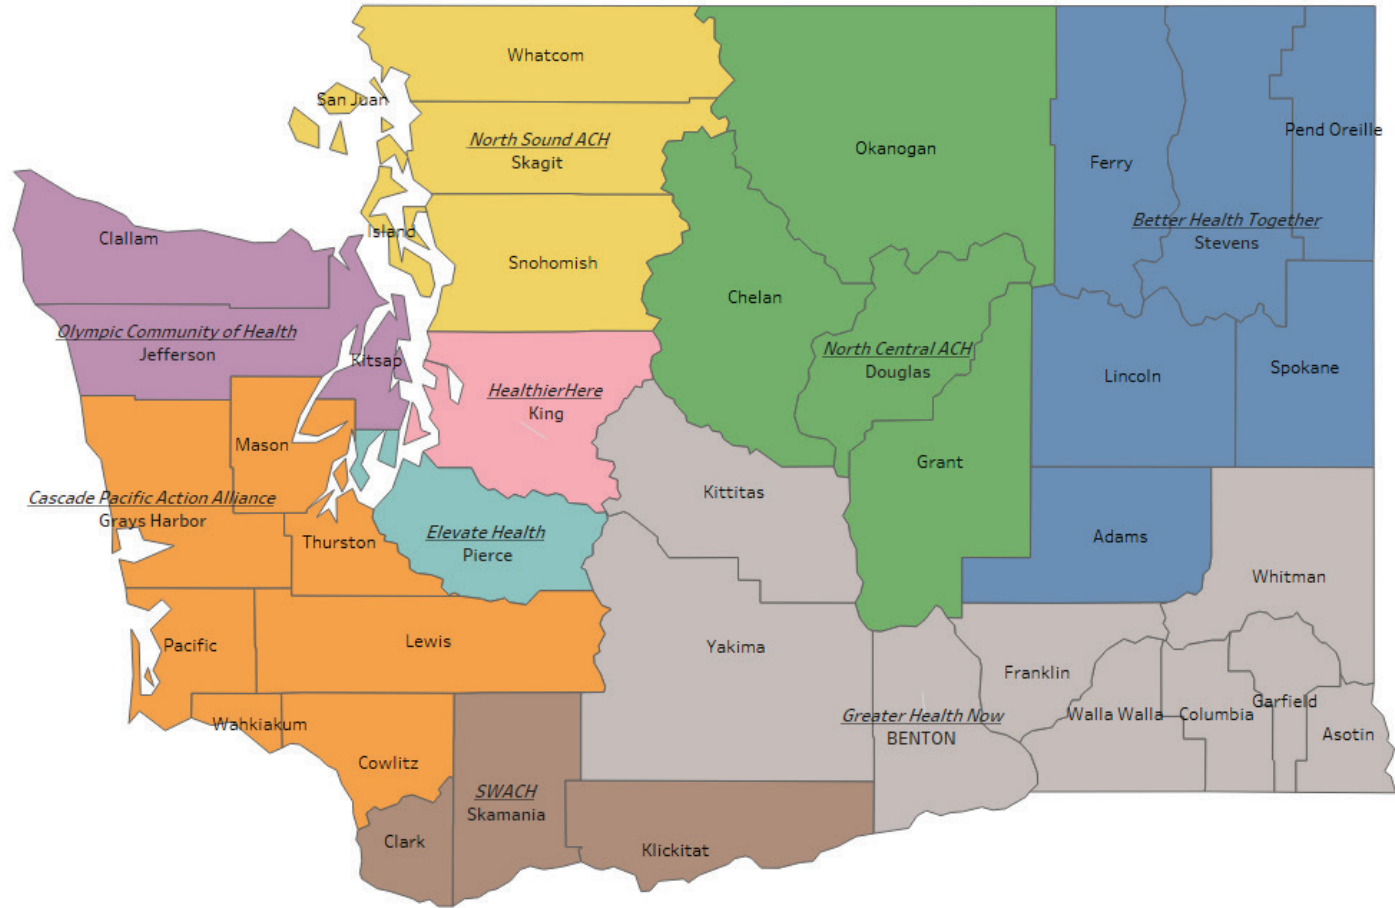 Whatcom
San Juan
North Sound ACH
Skagit
Okanogan
Pend Oreille
Ferry
Better Health Together
Stevens
Clallam
Island
Snohomish
Chelan
Olympic Community of Health
Jefferson
Kitsap
North Central ACH
Douglas
Lincoln
Spokane
HealthierHere
King
Mason
Grant
Kittitas
Cascade Pacific Action Alliance
Grays Harbor
Thurston
Elevate Health
Pierce
Adams
Whitman
Pacific
Lewis
Yakima
Franklin
Garfield
Walla Walla
Columbia
Greater Health Now
BENTON
Asotin
Wahkiakum
Cowlitz
SWACH
Skamania
Clark
Klickitat